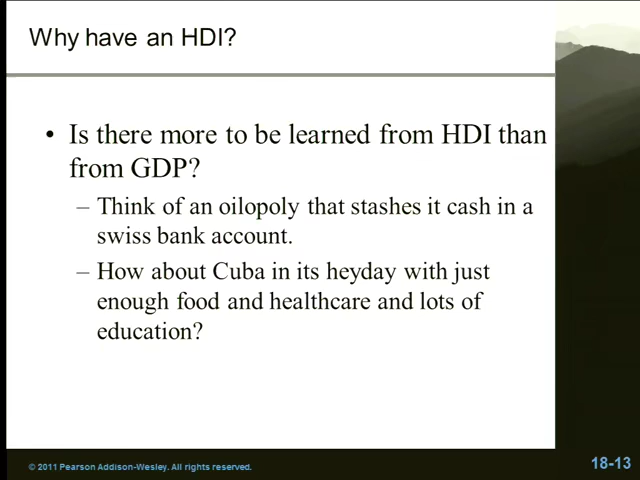 Why have an HDI?
• Is there more to be learned from HDI than
from GDP?
– Think of an oilopoly that stashes it cash in a
swiss bank account.
– How about Cuba in its heyday with just
enough food and healthcare and lots of
education?
© 2011 Pearson Addison-Wesley. All rights reserved.
18-13